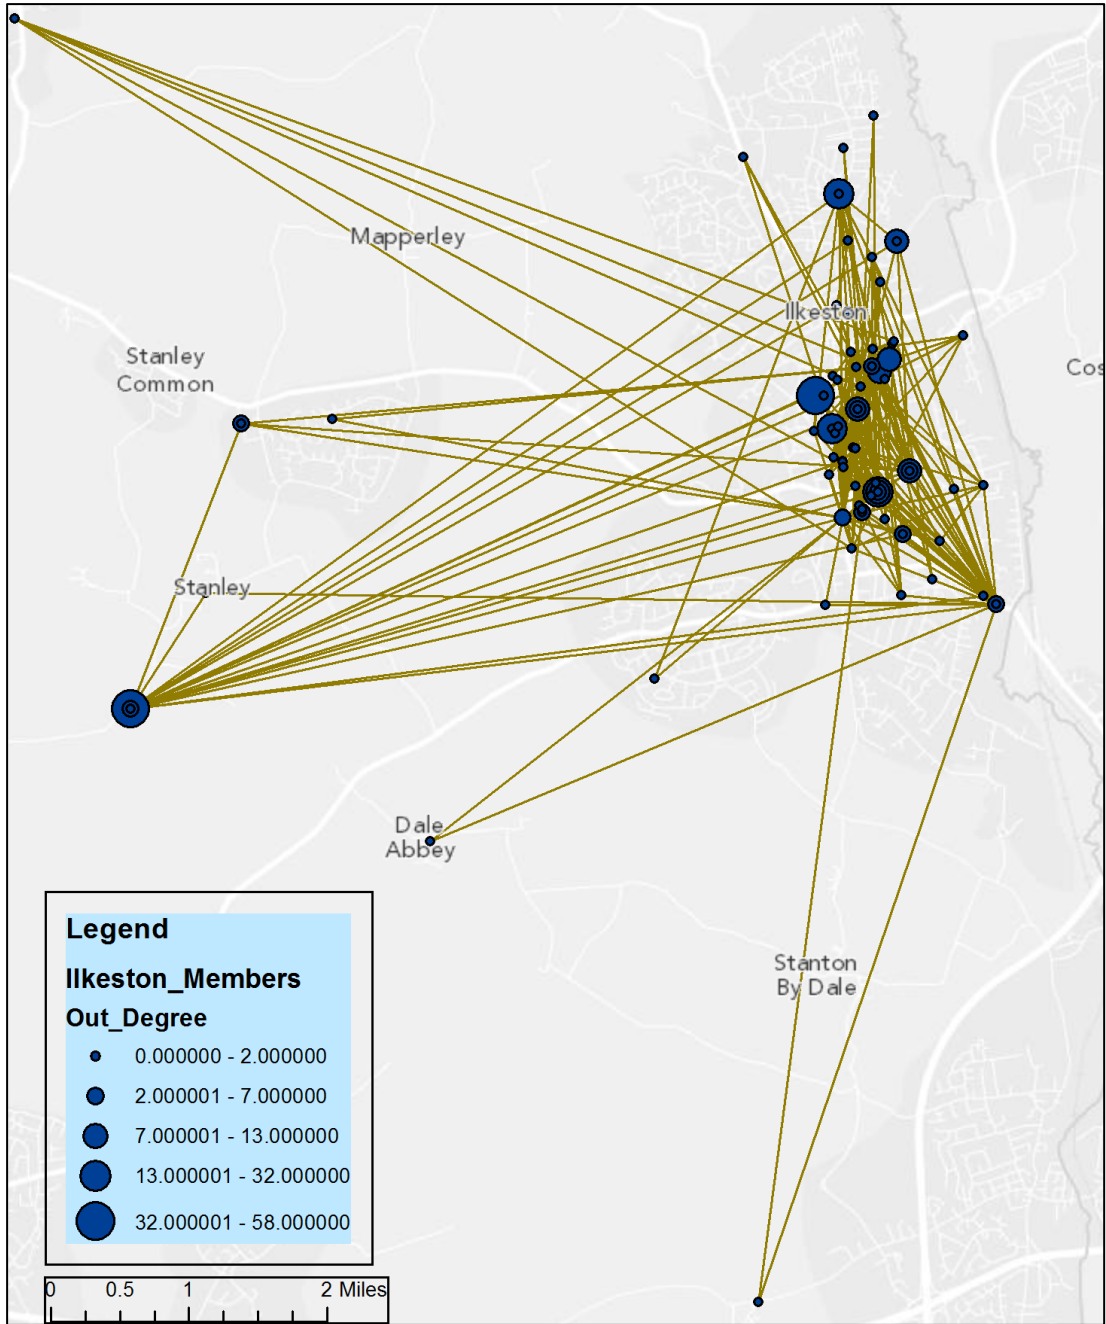 Mapperley
Ilkeston
Stanley
Common
Cos
Stanley
Dale
Abbey
Stanton
By Dale
Legend
Ilkeston_Members
Out_Degree
0.000000 - 2.000000
2.000001 - 7.000000
7.000001 - 13.000000
13.000001 - 32.000000
32.000001 - 58.000000
0 0.5 1 2 Miles